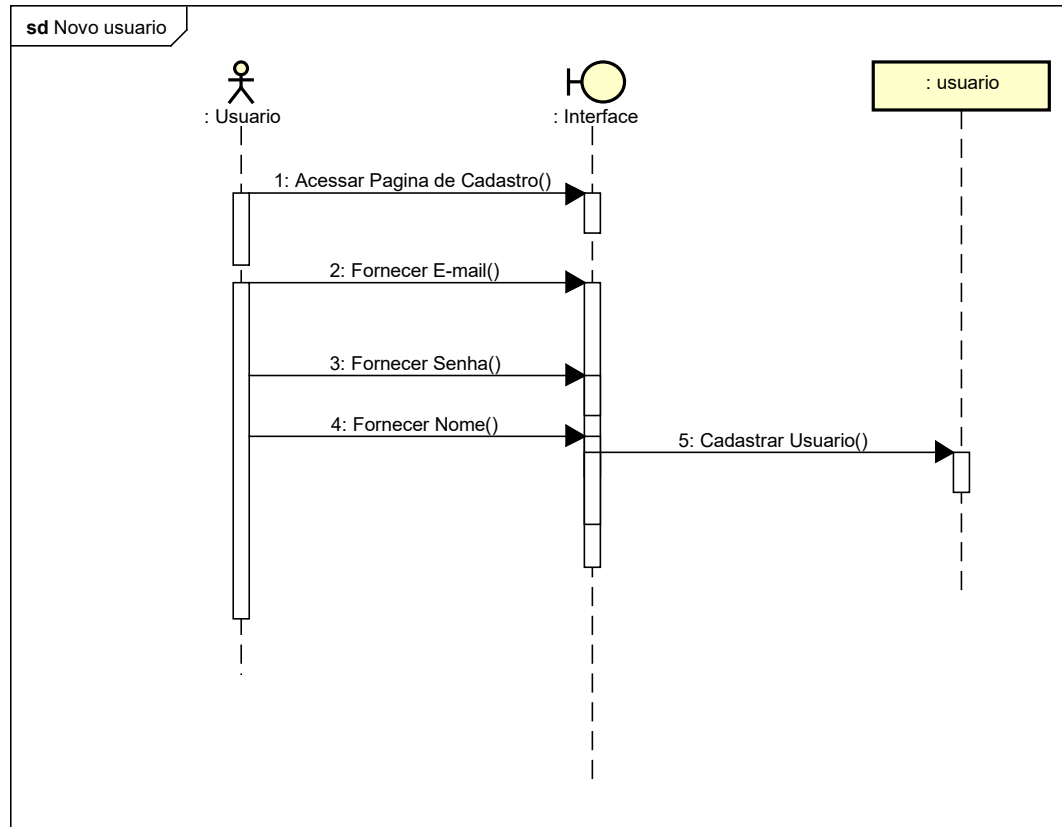 sd Novo usuario
: Usuario
: Interface
: usuario
1: Acessar Pagina de Cadastro()
2: Fornecer E-mail()
3: Fornecer Senha()
4: Fornecer Nome()
5: Cadastrar Usuario()